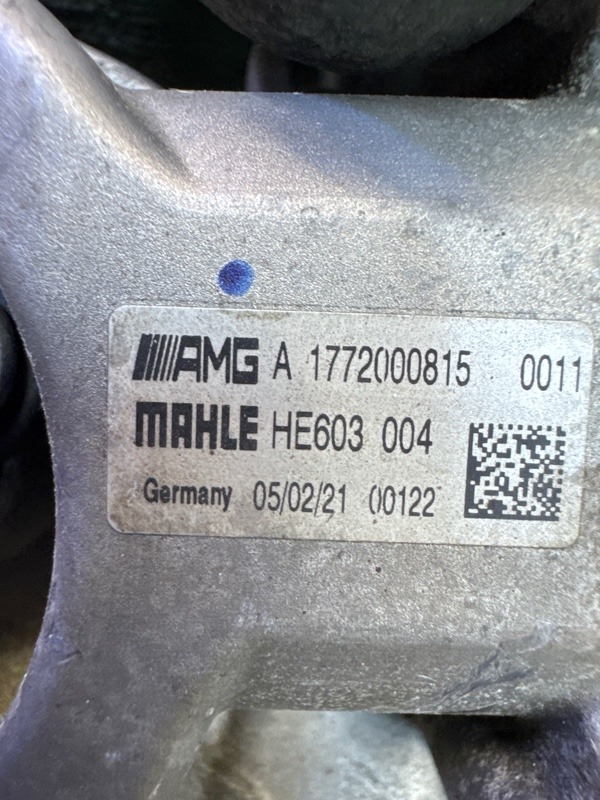 AMG A 1772000815 0011
MAHLE HE603 004
Germany 05/02/21 00122